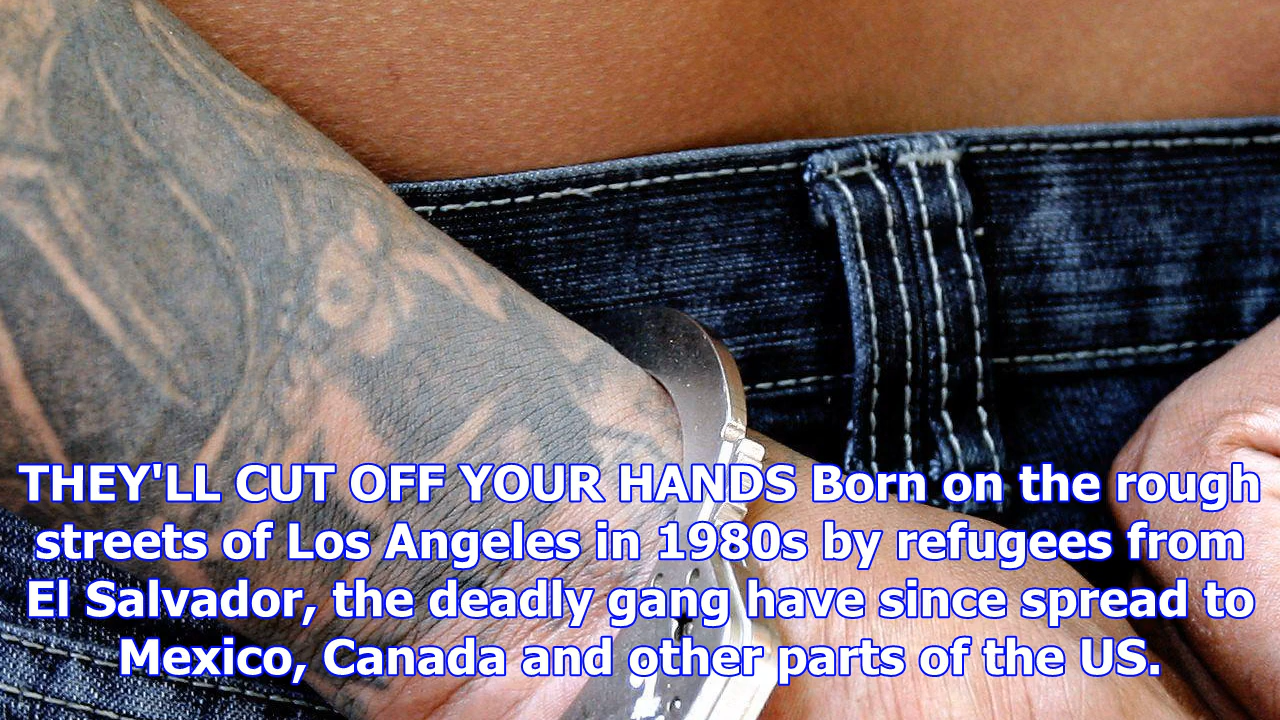 THEY'LL CUT OFF YOUR HANDS Born on the rough
streets of Los Angeles in 1980s by refugees from
El Salvador, the deadly gang have since spread to
Mexico, Canada and other parts of the US.